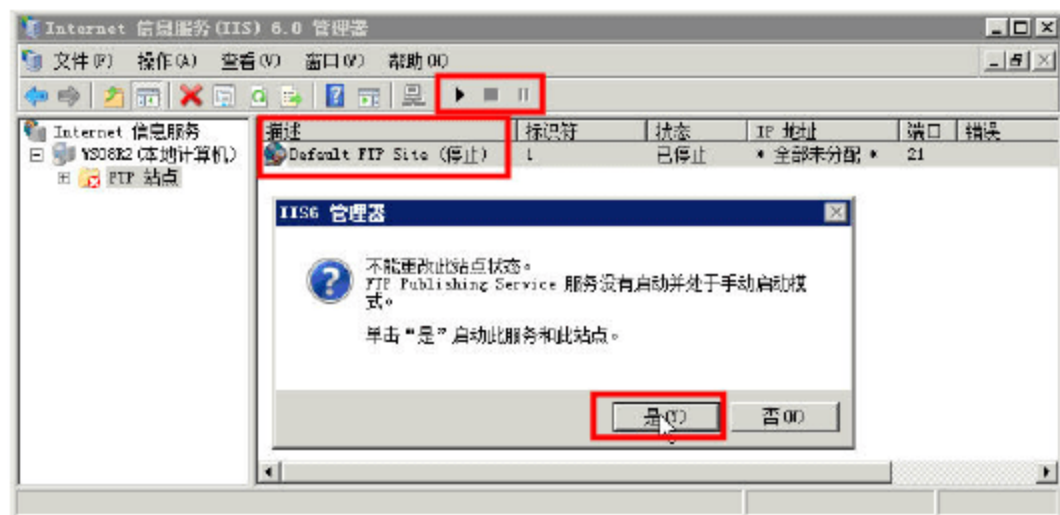 Internet 信息服务(IIS) 6.0 管理器
文件(F) 操作(A) 查看(V) 窗口(W) 帮助(H)
Internet 信息服务
WS08R2(本地计算机)
FTP 站点
描述 标识符 状态 IP 地址 端口 错误
Default FTP Site (停止) 1 已停止 * 全部未分配 * 21
IIS6 管理器
不能更改此站点状态。
FTP Publishing Service 服务没有启动并处于手动启动模
式。
单击“是”启动此服务和此站点。
是(Y) 否(N)